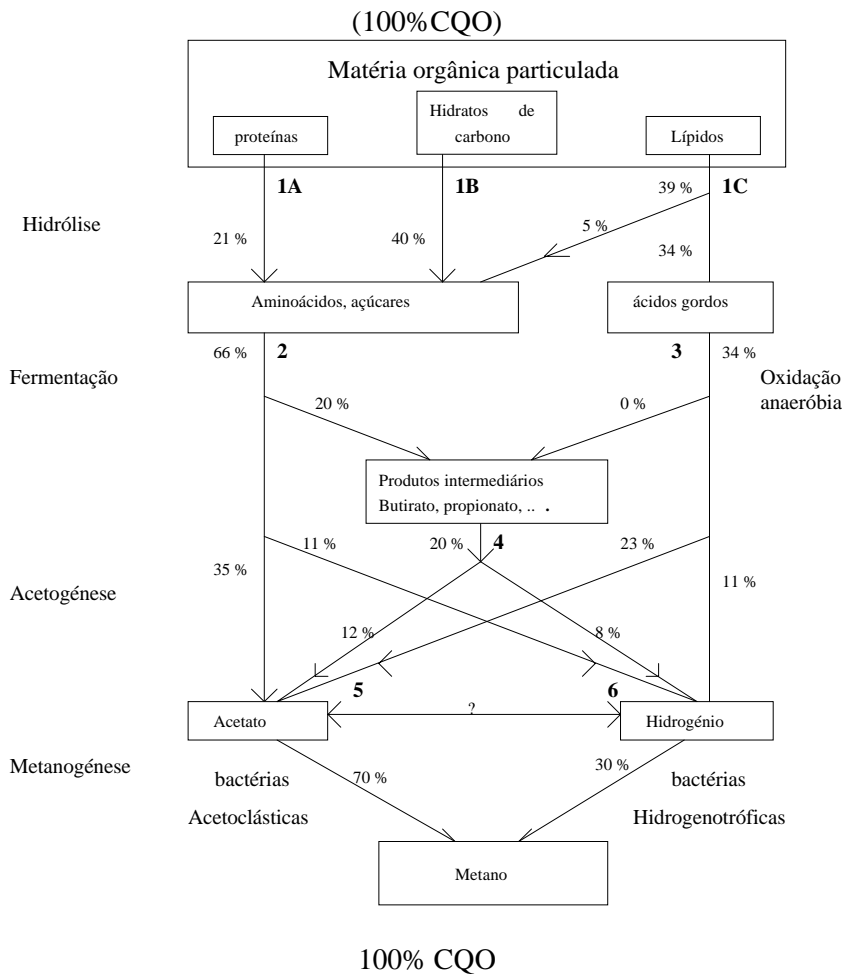 (100%CQO)
Matéria orgânica particulada
Hidratos de
carbono
proteínas
Lípidos
1A
1B
39 %
1C
Hidrólise
21 %
40 %
5 %
34 %
Aminoácidos, açúcares
ácidos gordos
66 %
2
3
34 %
Fermentação
Oxidação
anaeróbia
20 %
0 %
Produtos intermediários
Butirato, propionato, .. .
11 %
20 %
4
23 %
35 %
11 %
Acetogénese
12 %
8 %
5
6
?
Acetato
Hidrogénio
Metanogénese
70 %
30 %
bactérias
Acetoclásticas
bactérias
Hidrogenotróficas
Metano
100% CQO